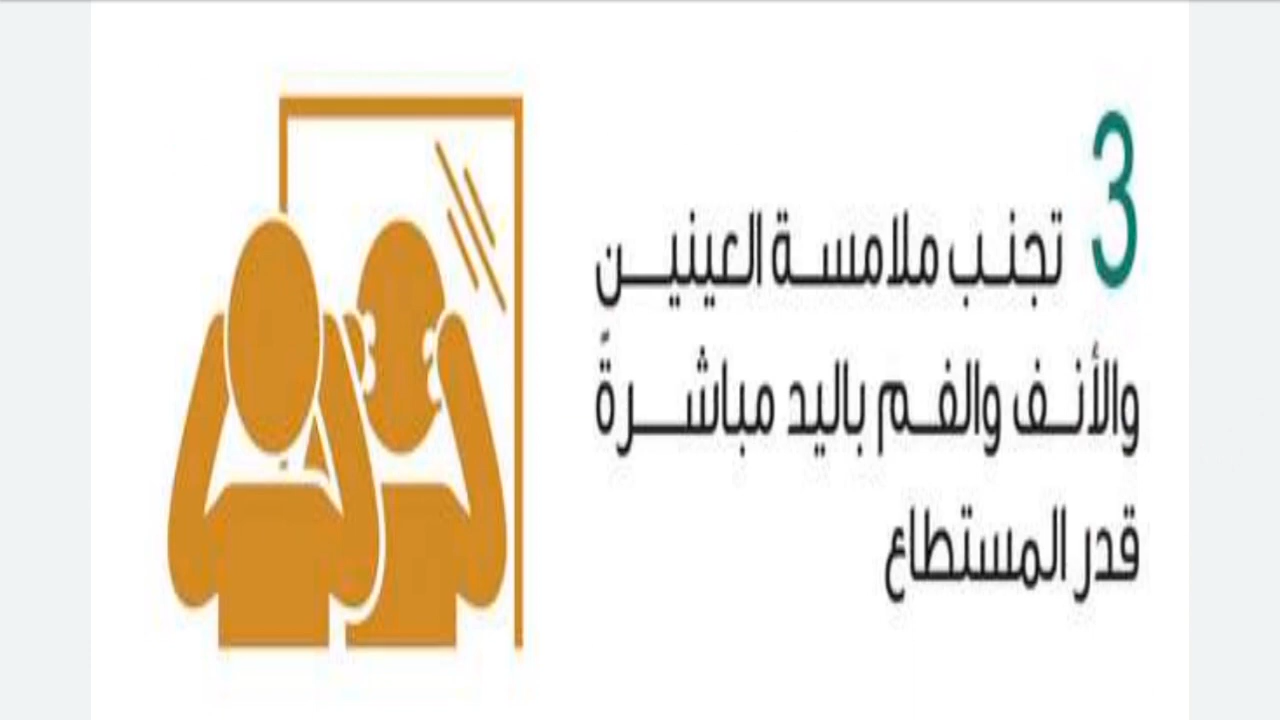 3 تجنب ملامسة العينين
والأنف والفم باليد مباشرةً
قدر المستطاع